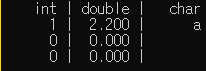 int | double | char
1 | 2.200 | a
0 | 0.000 |
0 | 0.000 |